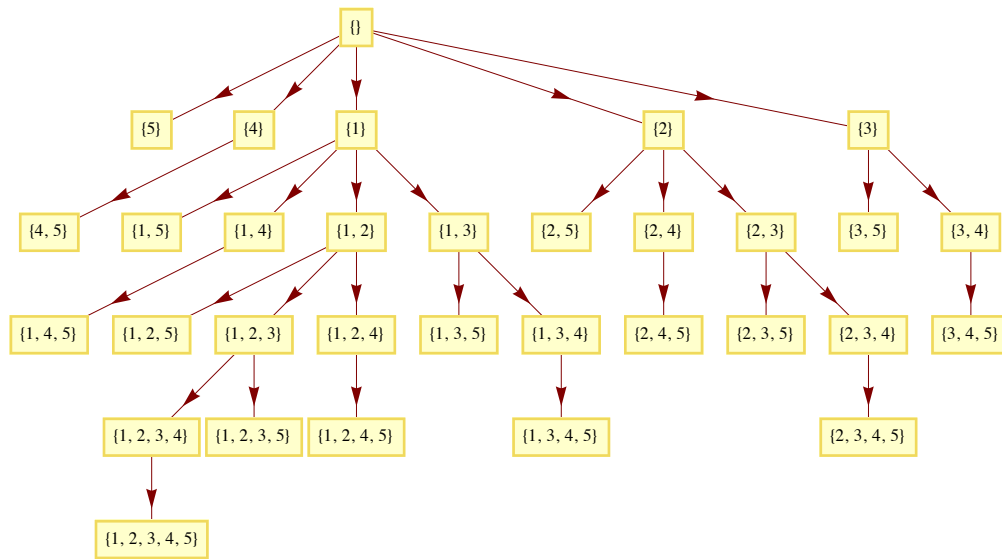 {}
{5} {4} {1} {2} {3}
{4, 5} {1, 5} {1, 4} {1, 2} {1, 3} {2, 5} {2, 4} {2, 3} {3, 5} {3, 4}
{1, 4, 5} {1, 2, 5} {1, 2, 3} {1, 2, 4} {1, 3, 5} {1, 3, 4} {2, 4, 5} {2, 3, 5} {2, 3, 4} {3, 4, 5}
{1, 2, 3, 4} {1, 2, 3, 5} {1, 2, 4, 5} {1, 3, 4, 5} {2, 3, 4, 5}
{1, 2, 3, 4, 5}